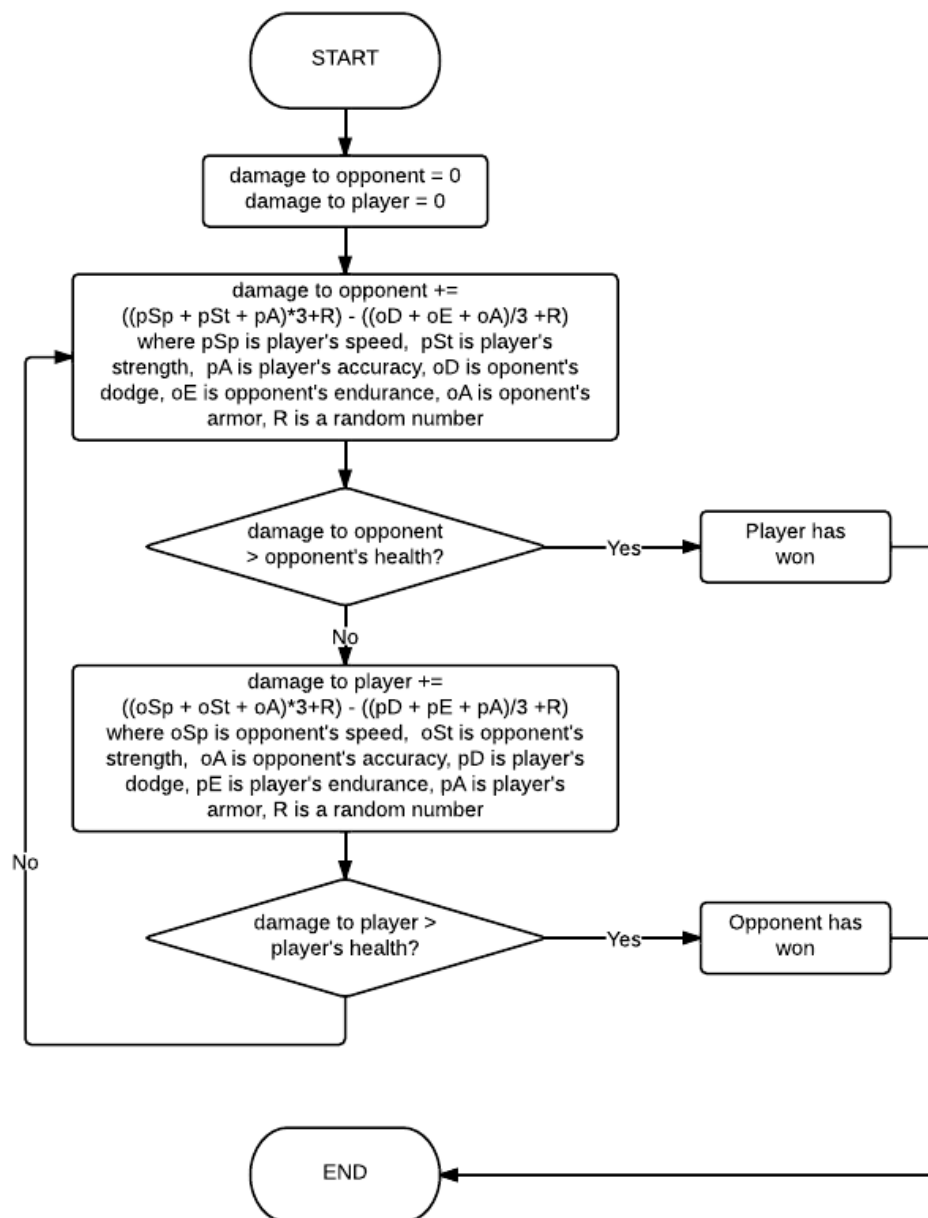 START
damage to opponent = 0
damage to player = 0
damage to opponent +=
((pSp + pSt + pA)*3+R) - ((oD + oE + oA)/3 +R)
where pSp is player's speed, pSt is player's
strength, pA is player's accuracy, oD is oponent's
dodge, oE is opponent's endurance, oA is oponent's
armor, R is a random number
damage to opponent
> opponent's health?
Yes
Player has
won
No
damage to player +=
((oSp + oSt + oA)*3+R) - ((pD + pE + pA)/3 +R)
where oSp is opponent's speed, oSt is opponent's
strength, oA is opponent's accuracy, pD is player's
dodge, pE is player's endurance, pA is player's
armor, R is a random number
No
damage to player >
player's health?
Yes
Opponent has
won
END